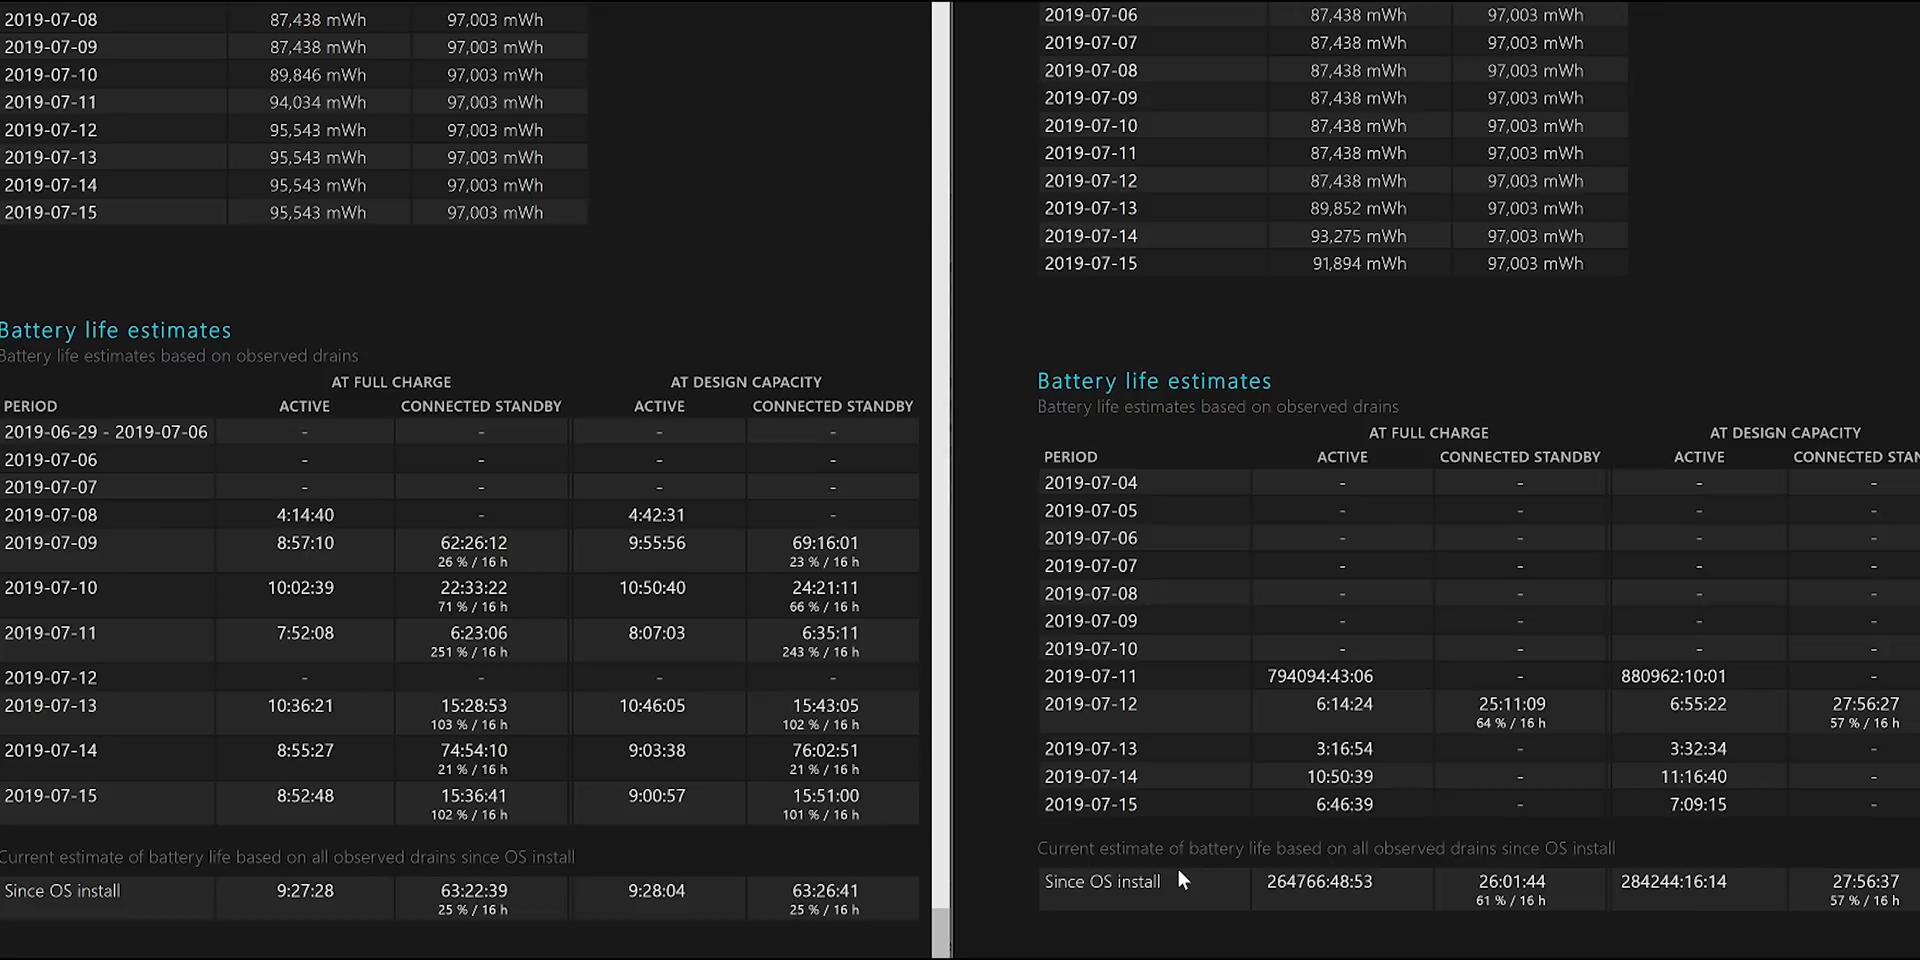 2019-07-08 87,438 mWh 97,003 mWh
2019-07-09 87,438 mWh 97,003 mWh
2019-07-10 89,846 mWh 97,003 mWh
2019-07-11 94,034 mWh 97,003 mWh
2019-07-12 95,543 mWh 97,003 mWh
2019-07-13 95,543 mWh 97,003 mWh
2019-07-14 95,543 mWh 97,003 mWh
2019-07-15 95,543 mWh 97,003 mWh
Battery life estimates
Battery life estimates based on observed drains
AT FULL CHARGE AT DESIGN CAPACITY
PERIOD ACTIVE CONNECTED STANDBY ACTIVE CONNECTED STANDBY
2019-06-29 - 2019-07-06 - - - -
2019-07-06 - - - -
2019-07-07 - - - -
2019-07-08 4:14:40 - 4:42:31 -
2019-07-09 8:57:10 62:26:12 9:55:56 69:16:01
26 % / 16 h 23 % / 16 h
2019-07-10 10:02:39 22:33:22 10:50:40 24:21:11
71 % / 16 h 66 % / 16 h
2019-07-11 7:52:08 6:23:06 8:07:03 6:35:11
251 % / 16 h 243 % / 16 h
2019-07-12 - - - -
2019-07-13 10:36:21 15:28:53 10:46:05 15:43:05
103 % / 16 h 102 % / 16 h
2019-07-14 8:55:27 74:54:10 9:03:38 76:02:51
21 % / 16 h 21 % / 16 h
2019-07-15 8:52:48 15:36:41 9:00:57 15:51:00
102 % / 16 h 101 % / 16 h
Current estimate of battery life based on all observed drains since OS install
Since OS install 9:27:28 63:22:39 9:28:04 63:26:41
25 % / 16 h 25 % / 16 h
2019-07-06 87,438 mWh 97,003 mWh
2019-07-07 87,438 mWh 97,003 mWh
2019-07-08 87,438 mWh 97,003 mWh
2019-07-09 87,438 mWh 97,003 mWh
2019-07-10 87,438 mWh 97,003 mWh
2019-07-11 87,438 mWh 97,003 mWh
2019-07-12 87,438 mWh 97,003 mWh
2019-07-13 89,852 mWh 97,003 mWh
2019-07-14 93,275 mWh 97,003 mWh
2019-07-15 91,894 mWh 97,003 mWh
Battery life estimates
Battery life estimates based on observed drains
AT FULL CHARGE AT DESIGN CAPACITY
PERIOD ACTIVE CONNECTED STANDBY ACTIVE CONNECTED STAN
2019-07-04 - - - -
2019-07-05 - - - -
2019-07-06 - - - -
2019-07-07 - - - -
2019-07-08 - - - -
2019-07-09 - - - -
2019-07-10 - - - -
2019-07-11 794094:43:06 - 880962:10:01 -
2019-07-12 6:14:24 25:11:09 6:55:22 27:56:27
64 % / 16 h 57 % / 16 h
2019-07-13 3:16:54 - 3:32:34 -
2019-07-14 10:50:39 - 11:16:40 -
2019-07-15 6:46:39 - 7:09:15 -
Current estimate of battery life based on all observed drains since OS install
Since OS install 264766:48:53 26:01:44 284244:16:14 27:56:37
61 % / 16 h 57 % / 16 h